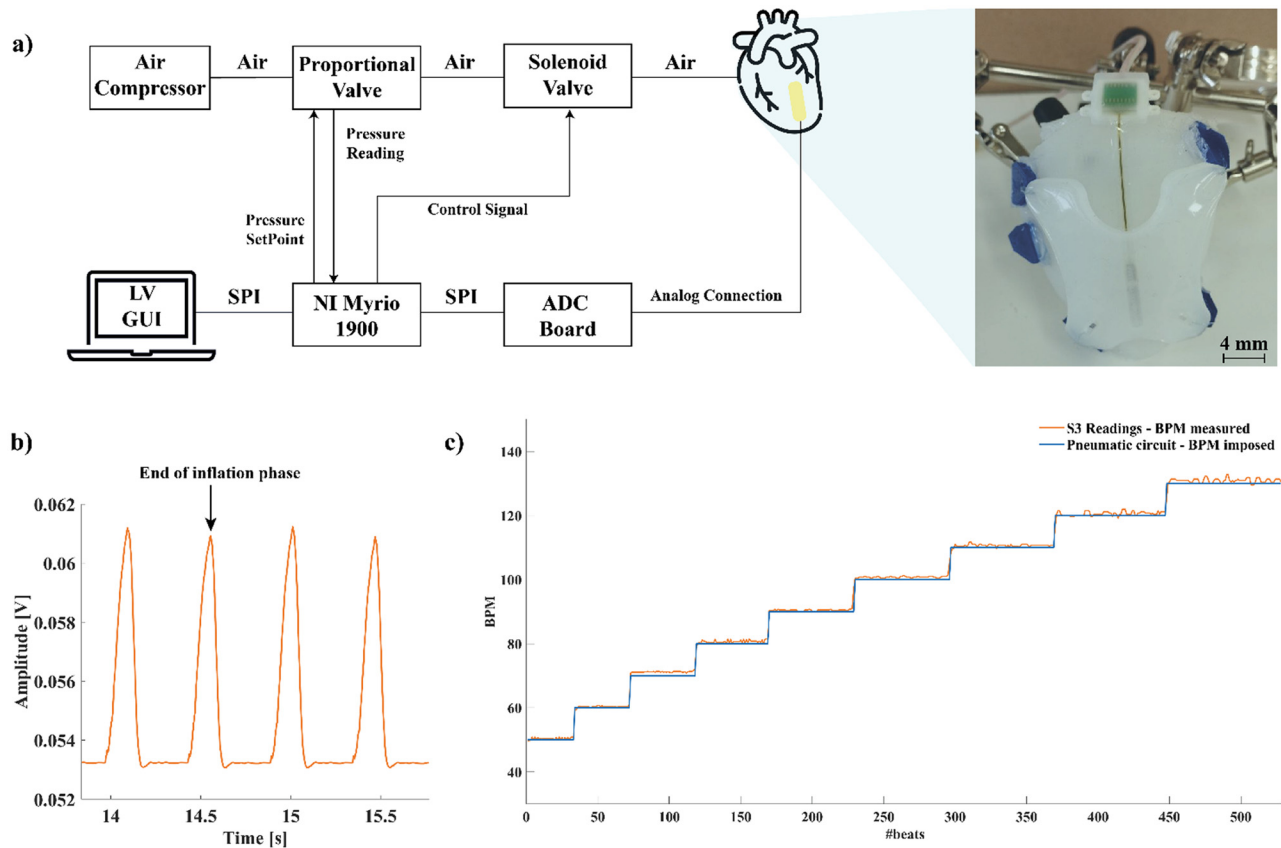 a)
Air
Compressor
Air
Proportional
Valve
Air
Solenoid
Valve
Air
Pressure
Reading
Pressure
SetPoint
Control Signal
LV
GUI
SPI
NI Myrio
1900
SPI
ADC
Board
Analog Connection
4 mm
b)
End of inflation phase
0.062
0.06
0.058
0.056
0.054
0.052
Amplitude [V]
14
14.5
15
15.5
Time [s]
c)
S3 Readings - BPM measured
Pneumatic circuit - BPM imposed
140
120
100
80
60
40
BPM
0
50
100
150
200
250
300
350
400
450
500
#beats